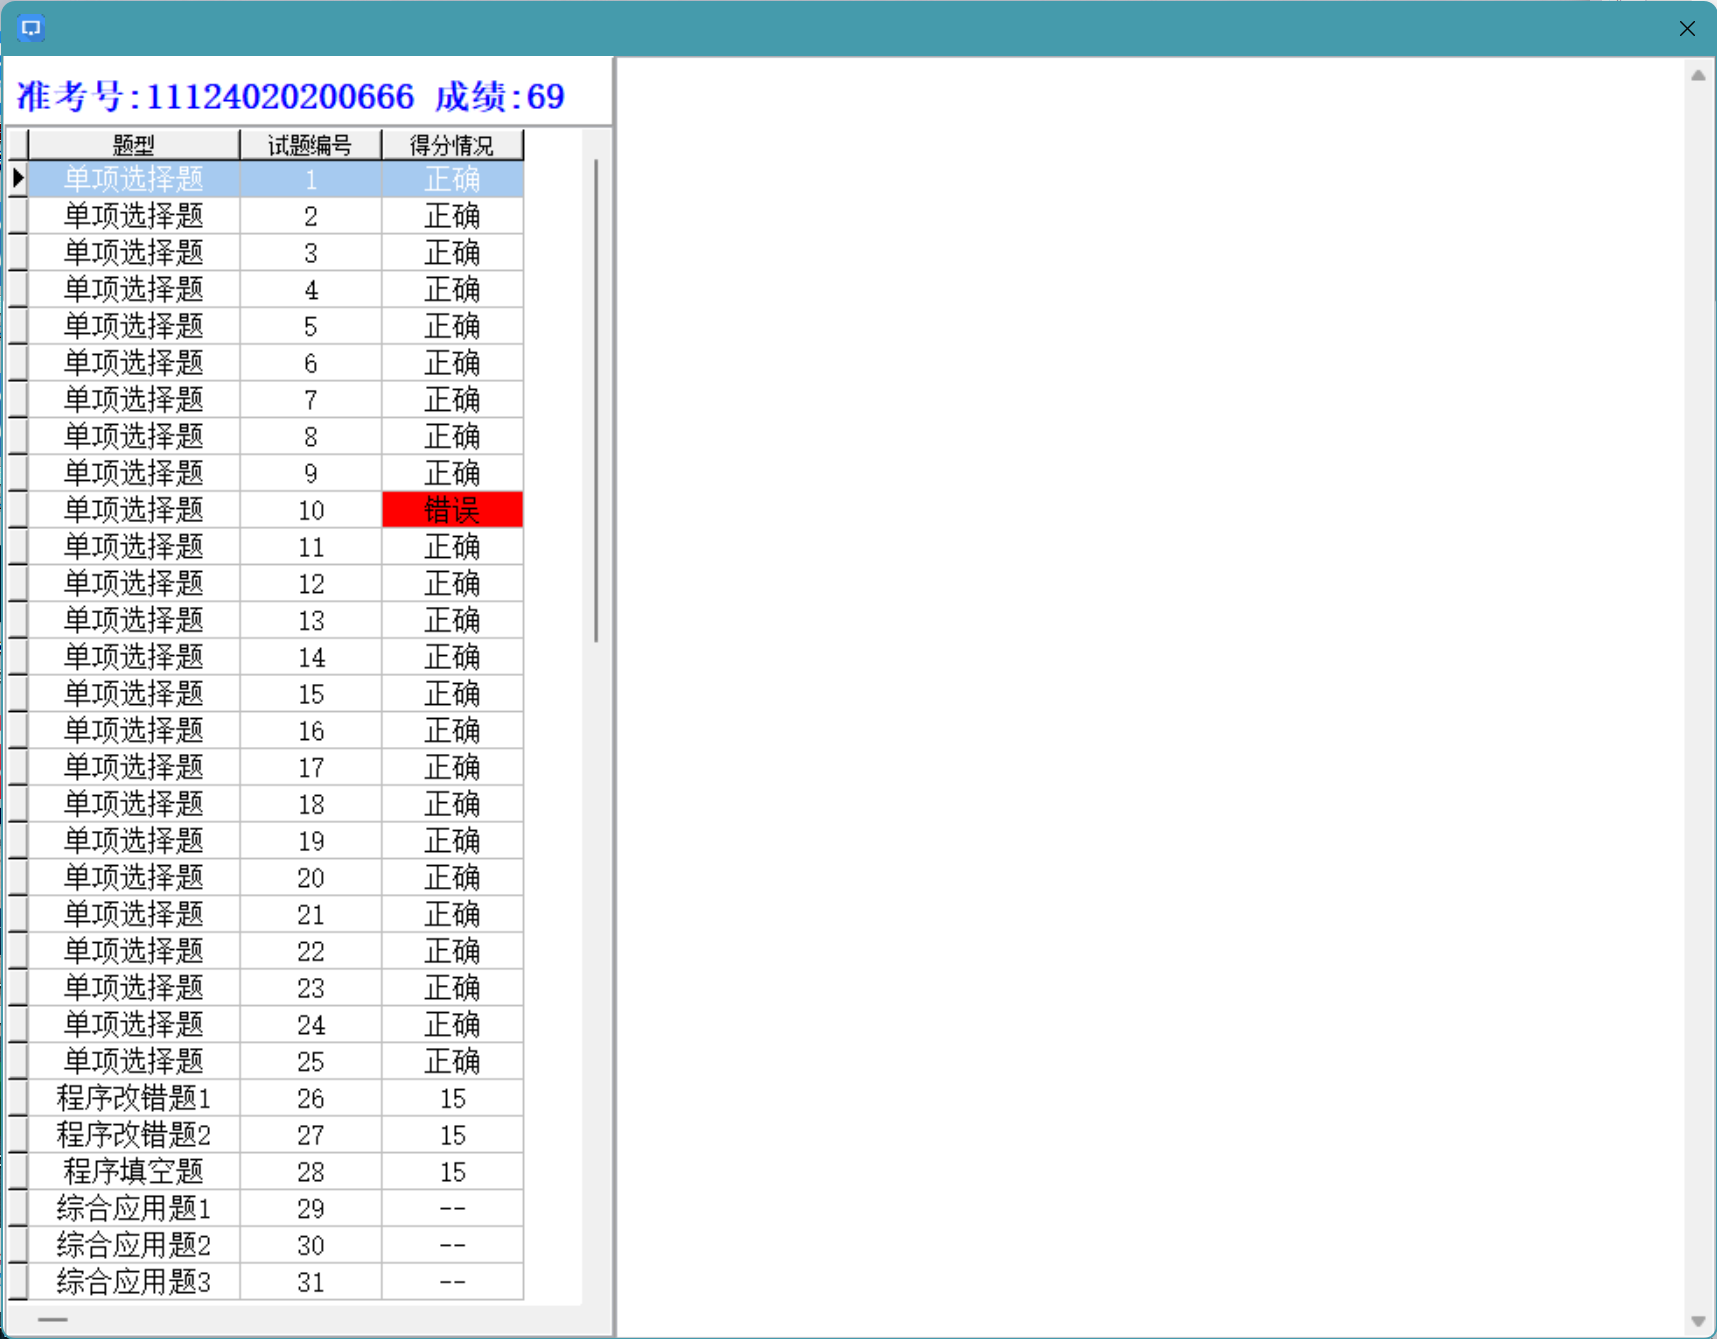 准考号:11124020200666 成绩:69
题型 试题编号 得分情况
单项选择题 1 正确
单项选择题 2 正确
单项选择题 3 正确
单项选择题 4 正确
单项选择题 5 正确
单项选择题 6 正确
单项选择题 7 正确
单项选择题 8 正确
单项选择题 9 正确
单项选择题 10 错误
单项选择题 11 正确
单项选择题 12 正确
单项选择题 13 正确
单项选择题 14 正确
单项选择题 15 正确
单项选择题 16 正确
单项选择题 17 正确
单项选择题 18 正确
单项选择题 19 正确
单项选择题 20 正确
单项选择题 21 正确
单项选择题 22 正确
单项选择题 23 正确
单项选择题 24 正确
单项选择题 25 正确
程序改错题1 26 15
程序改错题2 27 15
程序填空题 28 15
综合应用题1 29 --
综合应用题2 30 --
综合应用题3 31 --